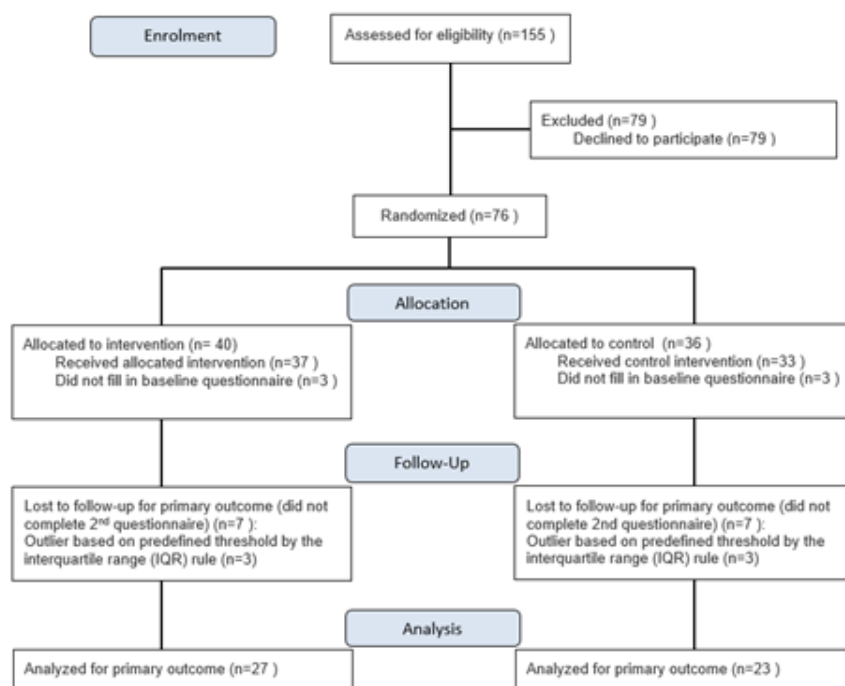 Enrolment
Assessed for eligibility (n=155 )
Excluded (n=79 )
Declined to participate (n=79 )
Randomized (n=76 )
Allocation
Allocated to intervention (n= 40)
Received allocated intervention (n=37 )
Did not fill in baseline questionnaire (n=3 )
Allocated to control (n=36 )
Received control intervention (n=33 )
Did not fill in baseline questionnaire (n=3 )
Follow-Up
Lost to follow-up for primary outcome (did not
complete 2nd questionnaire) (n=7 ):
Outlier based on predefined threshold by the
interquartile range (IQR) rule (n=3)
Lost to follow-up for primary outcome (did not
complete 2nd questionnaire) (n=7 ):
Outlier based on predefined threshold by the
interquartile range (IQR) rule (n=3)
Analysis
Analyzed for primary outcome (n=27 )
Analyzed for primary outcome (n=23 )